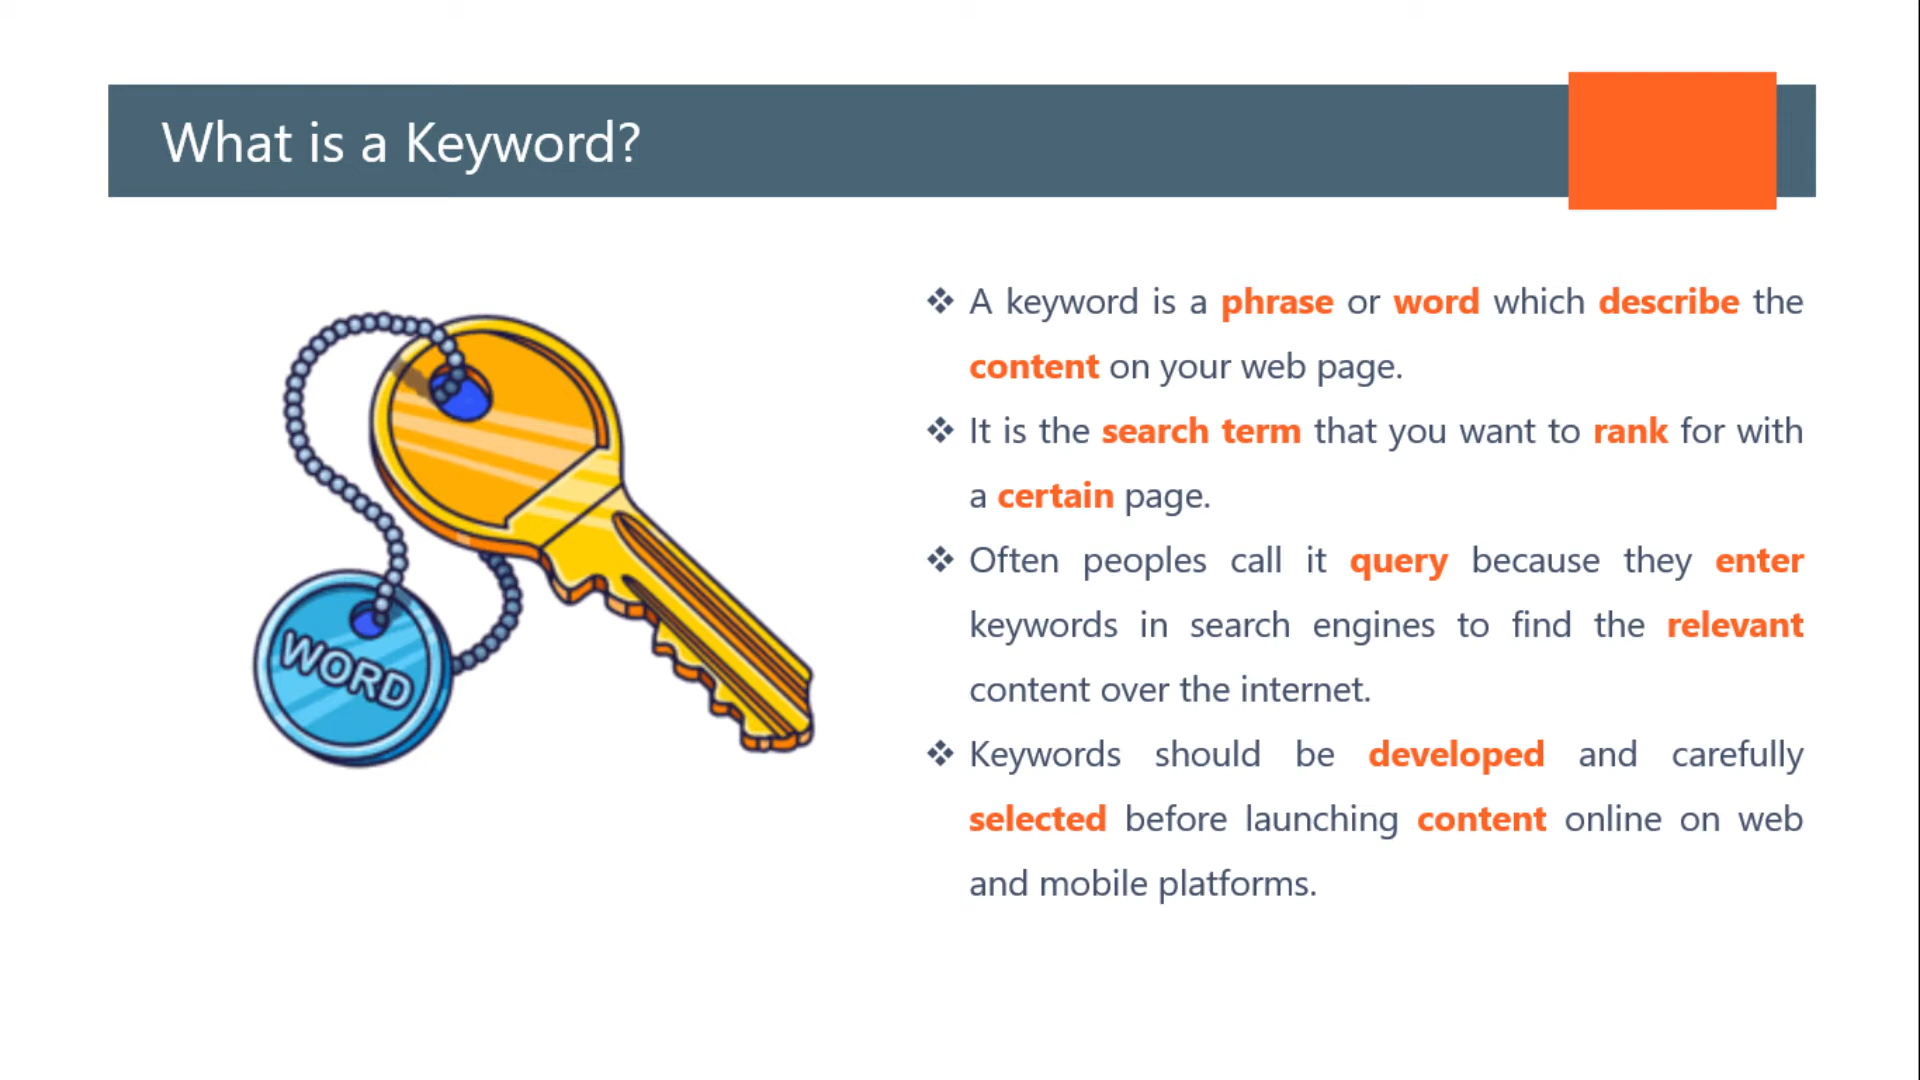 What is a Keyword?
WORD
❖ A keyword is a phrase or word which describe the
content on your web page.
❖ It is the search term that you want to rank for with
a certain page.
❖ Often peoples call it query because they enter
keywords in search engines to find the relevant
content over the internet.
❖ Keywords should be developed and carefully
selected before launching content online on web
and mobile platforms.